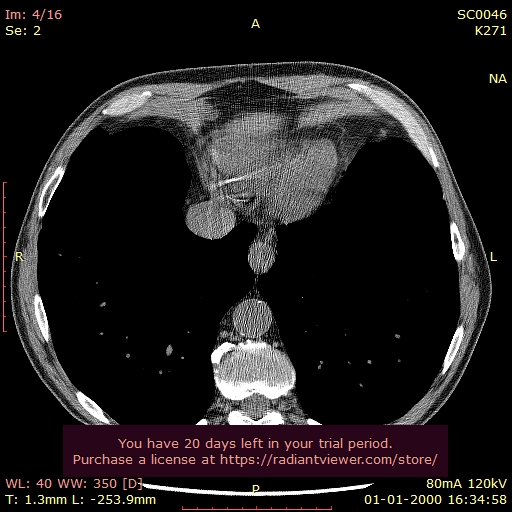 Im: 4/16
Se: 2
A
SC0046
K271
NA
R
L
You have 20 days left in your trial period.
Purchase a license at https://radiantviewer.com/store/
WL: 40 WW: 350 [D]
T: 1.3mm L: -253.9mm
P
80mA 120kV
01-01-2000 16:34:58